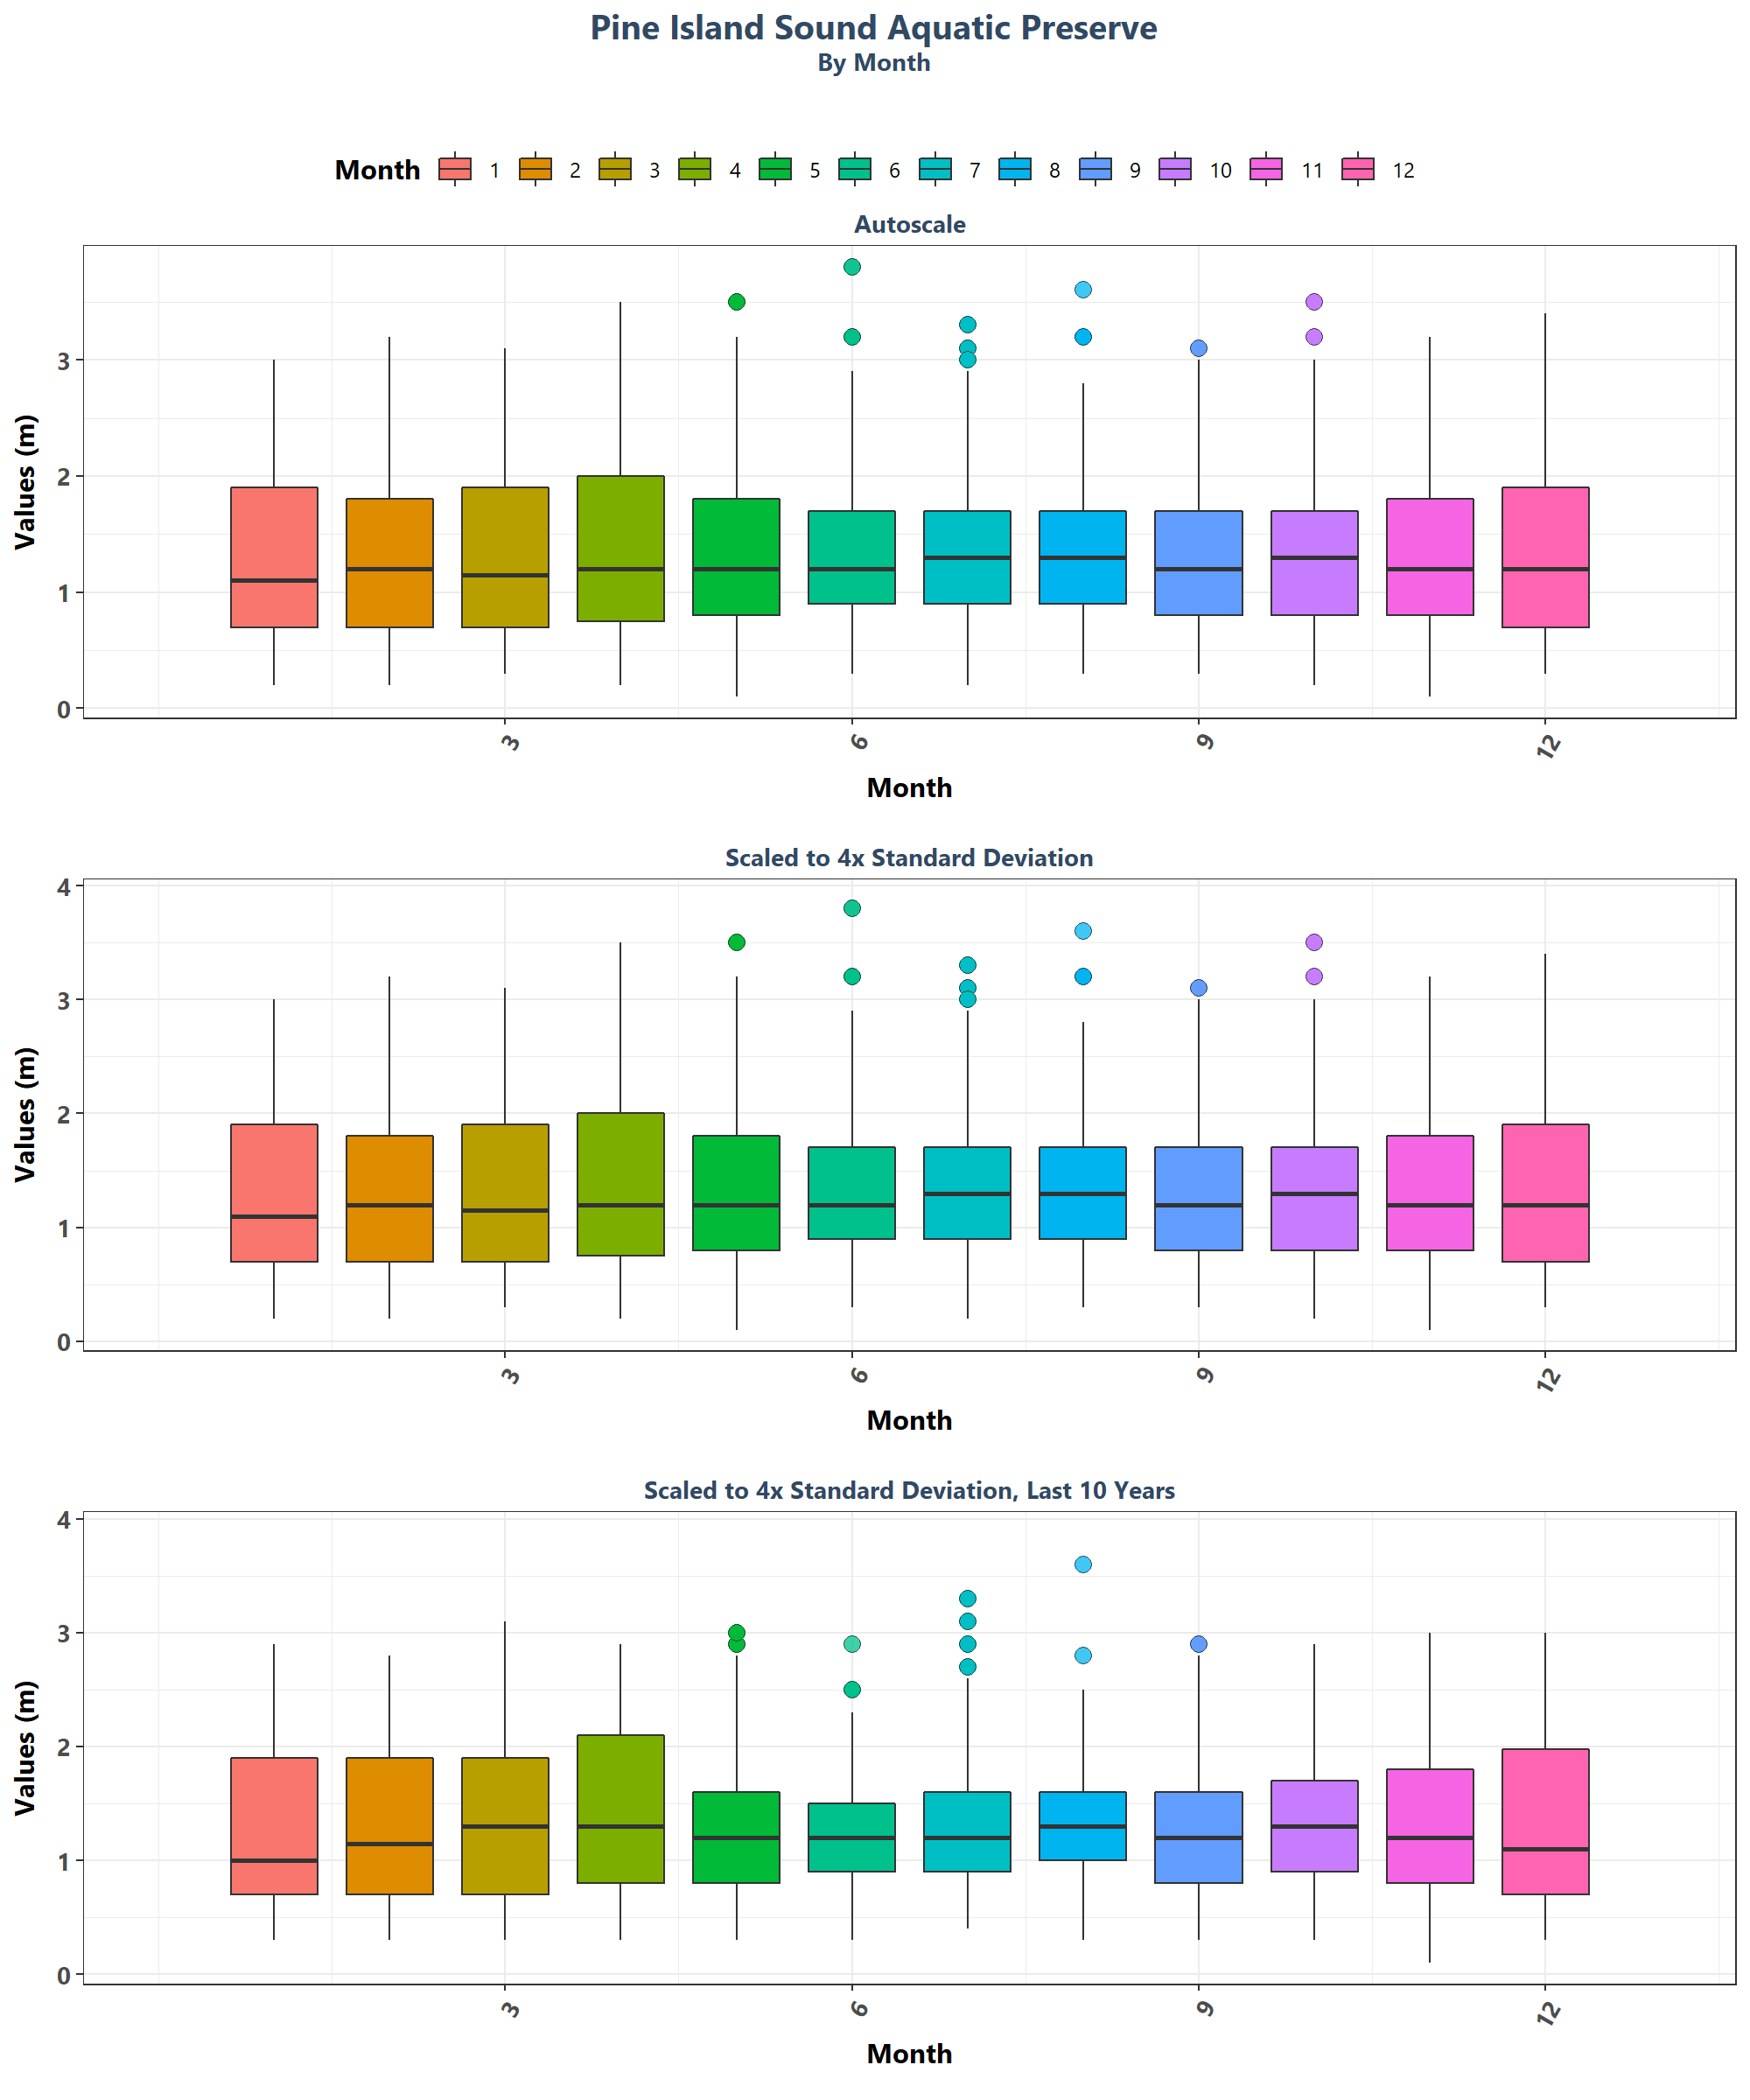 Pine Island Sound Aquatic Preserve
By Month
Month 1 2 3 4 5 6 7 8 9 10 11 12
Autoscale
Values (m)
3
2
1
0
3 6 9 12
Month
Scaled to 4x Standard Deviation
Values (m)
4
3
2
1
0
3 6 9 12
Month
Scaled to 4x Standard Deviation, Last 10 Years
Values (m)
4
3
2
1
0
3 6 9 12
Month